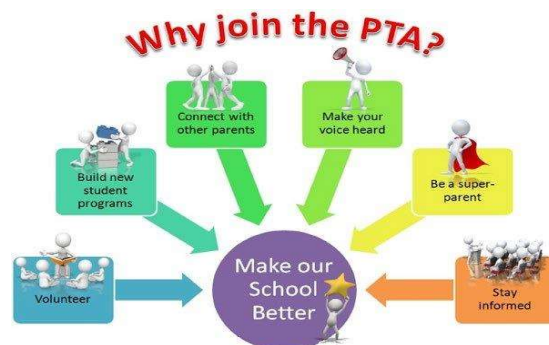 Why join the PTA?
Connect with
other parents
Make your
voice heard
Build new
student
programs
Be a super-
parent
Volunteer
Make our
School
Better
Stay
informed